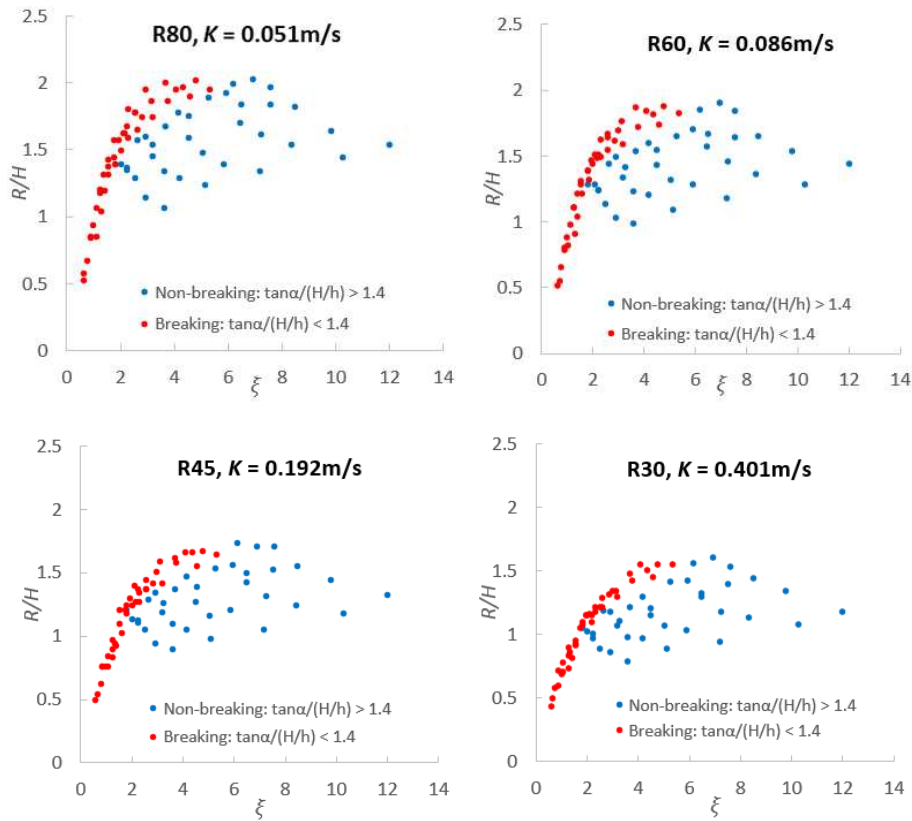 2.5
R80, K = 0.051m/s
2
1.5
R/H
1
0.5
Non-breaking: tanα/(H/h) > 1.4
Breaking: tanα/(H/h) < 1.4
0
0 2 4 6 8 10 12 14
ξ
2.5
R60, K = 0.086m/s
2
1.5
R/H
1
0.5
Non-breaking: tanα/(H/h) > 1.4
Breaking: tanα/(H/h) < 1.4
0
0 2 4 6 8 10 12 14
ξ
2.5
R45, K = 0.192m/s
2
1.5
R/H
1
0.5
Non-breaking: tanα/(H/h) > 1.4
Breaking: tanα/(H/h) < 1.4
0
0 2 4 6 8 10 12 14
ξ
2.5
R30, K = 0.401m/s
2
1.5
R/H
1
0.5
Non-breaking: tanα/(H/h) > 1.4
Breaking: tanα/(H/h) < 1.4
0
0 2 4 6 8 10 12 14
ξ